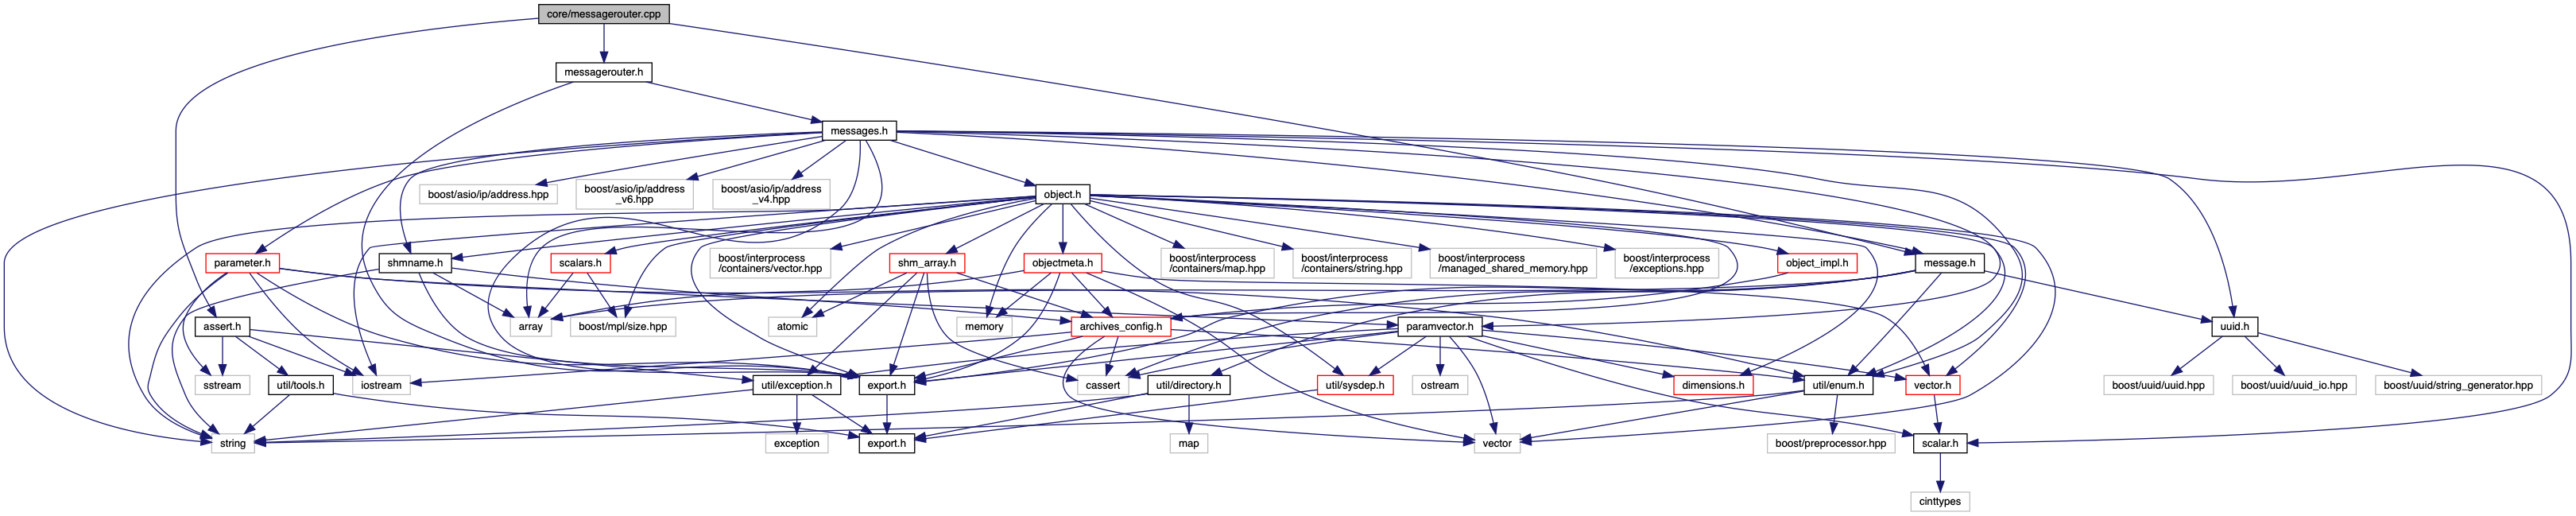 core/messagerouter.cpp
messagerouter.h
messages.h
boost/asio/ip/address.hpp
boost/asio/ip/address
_v6.hpp
boost/asio/ip/address
_v4.hpp
object.h
parameter.h
shmname.h
scalars.h
boost/interprocess
/containers/vector.hpp
shm_array.h
objectmeta.h
boost/interprocess
/containers/map.hpp
boost/interprocess
/containers/string.hpp
boost/interprocess
/managed_shared_memory.hpp
boost/interprocess
/exceptions.hpp
object_impl.h
message.h
assert.h
array
boost/mpl/size.hpp
atomic
memory
archives_config.h
paramvector.h
uuid.h
sstream
util/tools.h
iostream
util/exception.h
export.h
cassert
util/directory.h
util/sysdep.h
ostream
dimensions.h
util/enum.h
vector.h
boost/uuid/uuid.hpp
boost/uuid/uuid_io.hpp
boost/uuid/string_generator.hpp
string
exception
export.h
map
vector
boost/preprocessor.hpp
scalar.h
cinttypes